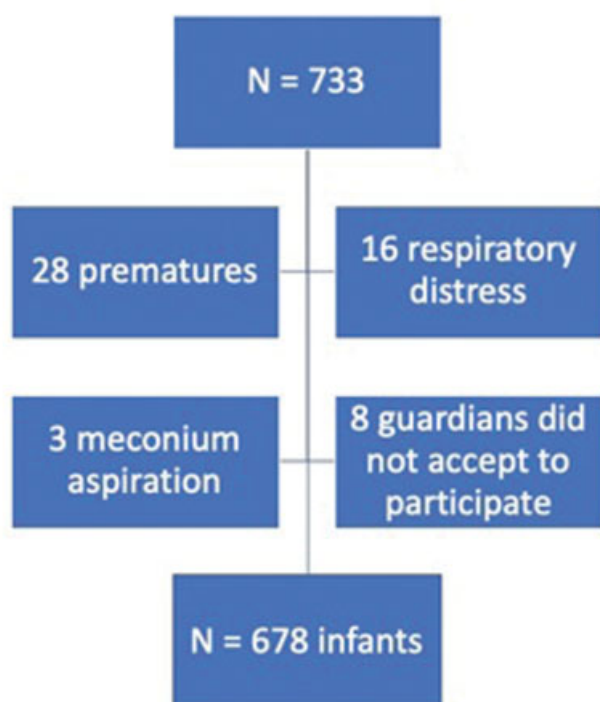 N = 733
28 prematures
16 respiratory
distress
3 meconium
aspiration
8 guardians did
not accept to
participate
N = 678 infants